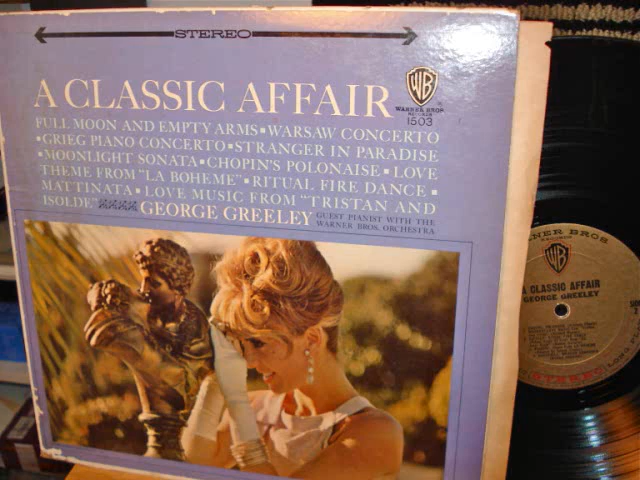 STEREO
A CLASSIC AFFAIR
WB
WARNER BROS
RECORDS
1503
FULL MOON AND EMPTY ARMS▪WARSAW CONCERTO
▪GRIEG PIANO CONCERTO▪STRANGER IN PARADISE
▪MOONLIGHT SONATA▪CHOPIN'S POLONAISE▪LOVE
THEME FROM "LA BOHEME"▪RITUAL FIRE DANCE▪
MATTINATA▪LOVE MUSIC FROM "TRISTAN AND
ISOLDE"
GEORGE GREELEY
GUEST PIANIST WITH THE
WARNER BROS. ORCHESTRA
WARNER BROS.
WB
A CLASSIC AFFAIR
GEORGE GREELEY
STEREO